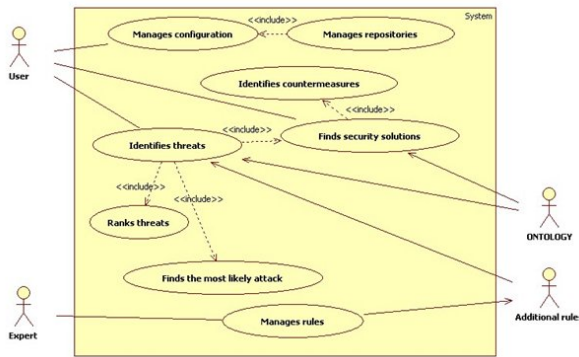 System
Manages configuration
<<include>>
Manages repositories
User
Identifies countermeasures
<<include>>
Finds security solutions
<<include>>
Identifies threats
<<include>>
<<include>>
Ranks threats
ONTOLOGY
Finds the most likely attack
Additional rule
Expert
Manages rules